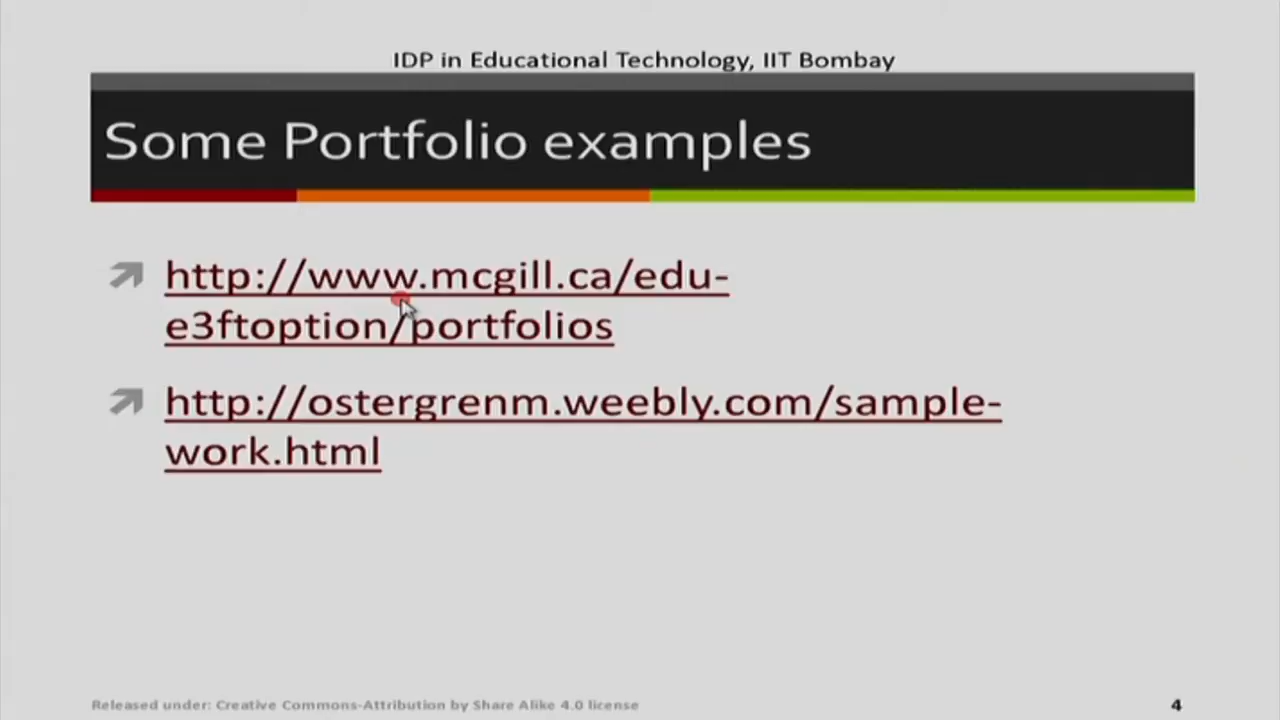 IDP in Educational Technology, IIT Bombay
Some Portfolio examples
http://www.mcgill.ca/edu-
e3ftoption/portfolios
http://ostergrenm.weebly.com/sample-
work.html
Released under: Creative Commons-Attribution by Share Alike 4.0 license
4